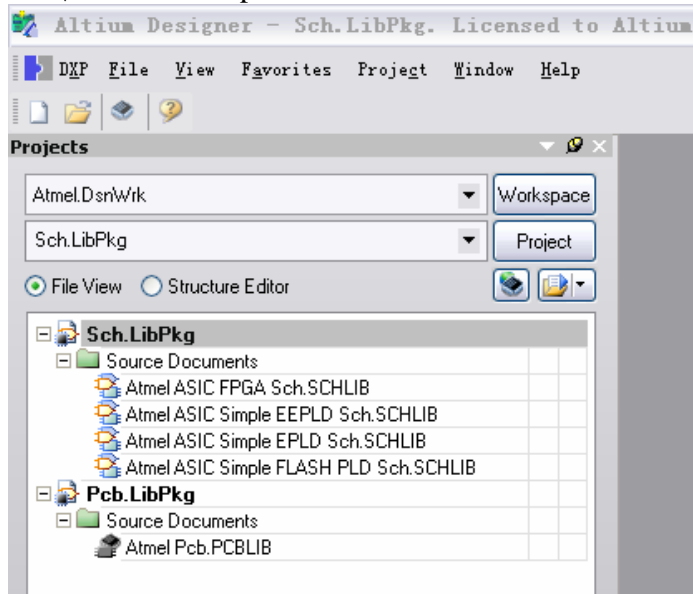 Altium Designer - Sch.LibPkg. Licensed to Altium
DXP File View Favorites Project Window Help
Projects
Atmel.DsnWrk Workspace
Sch.LibPkg Project
File View Structure Editor
Sch.LibPkg
Source Documents
Atmel ASIC FPGA Sch.SCHLIB
Atmel ASIC Simple EEPLD Sch.SCHLIB
Atmel ASIC Simple EPLD Sch.SCHLIB
Atmel ASIC Simple FLASH PLD Sch.SCHLIB
Pcb.LibPkg
Source Documents
Atmel Pcb.PCBLIB